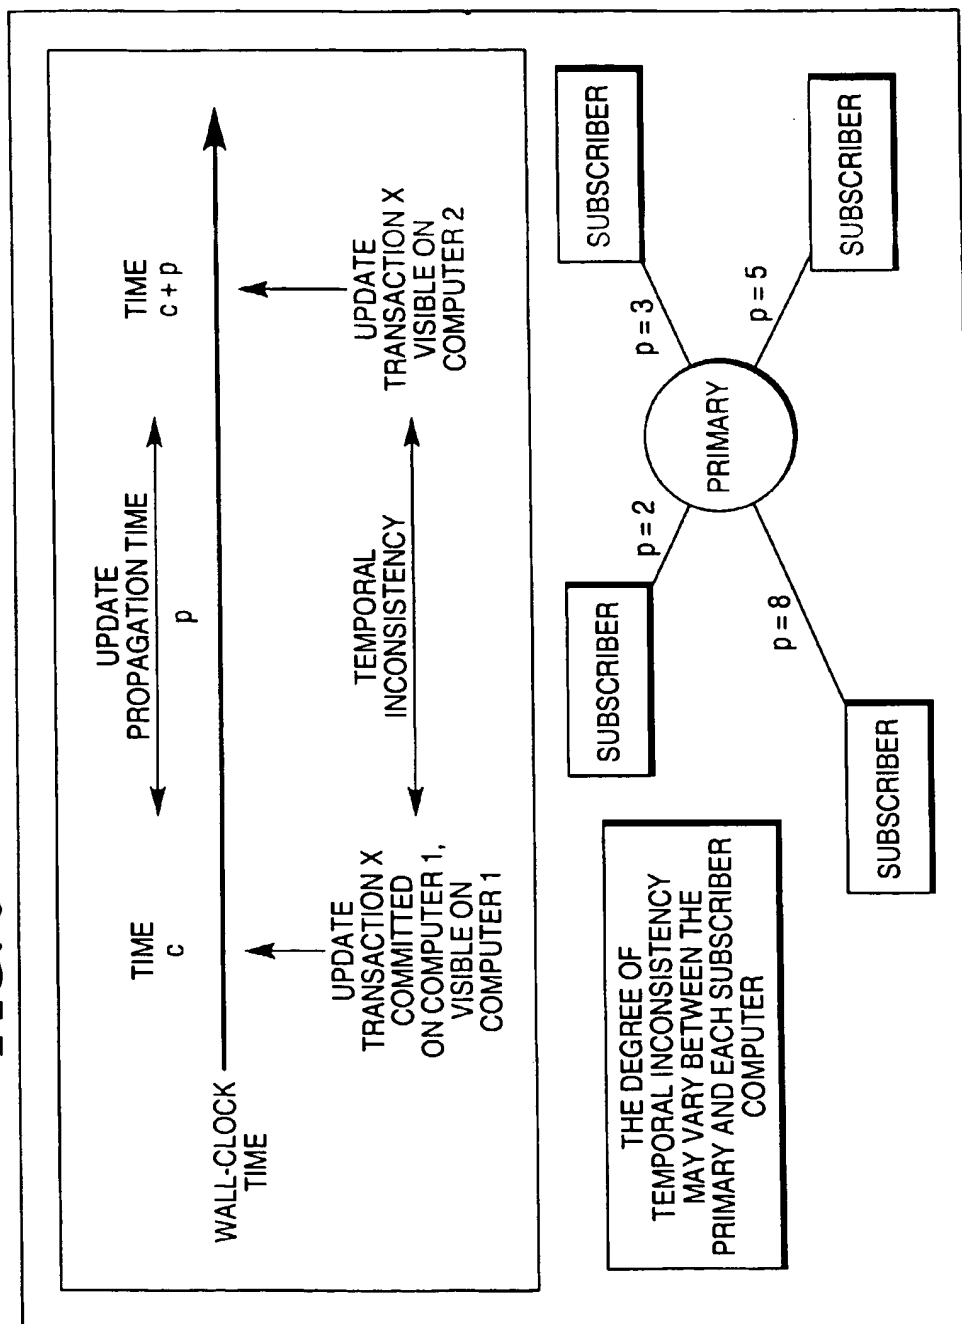 TIME
c
UPDATE
PROPAGATION TIME
p
TIME
c + p
WALL-CLOCK
TIME
UPDATE
TRANSACTION X
COMMITTED
ON COMPUTER 1,
VISIBLE ON
COMPUTER 1
TEMPORAL
INCONSISTENCY
UPDATE
TRANSACTION X
VISIBLE ON
COMPUTER 2
THE DEGREE OF
TEMPORAL INCONSISTENCY
MAY VARY BETWEEN THE
PRIMARY AND EACH SUBSCRIBER
COMPUTER
SUBSCRIBER
p = 2
SUBSCRIBER
p = 3
PRIMARY
p = 8
SUBSCRIBER
p = 5
SUBSCRIBER